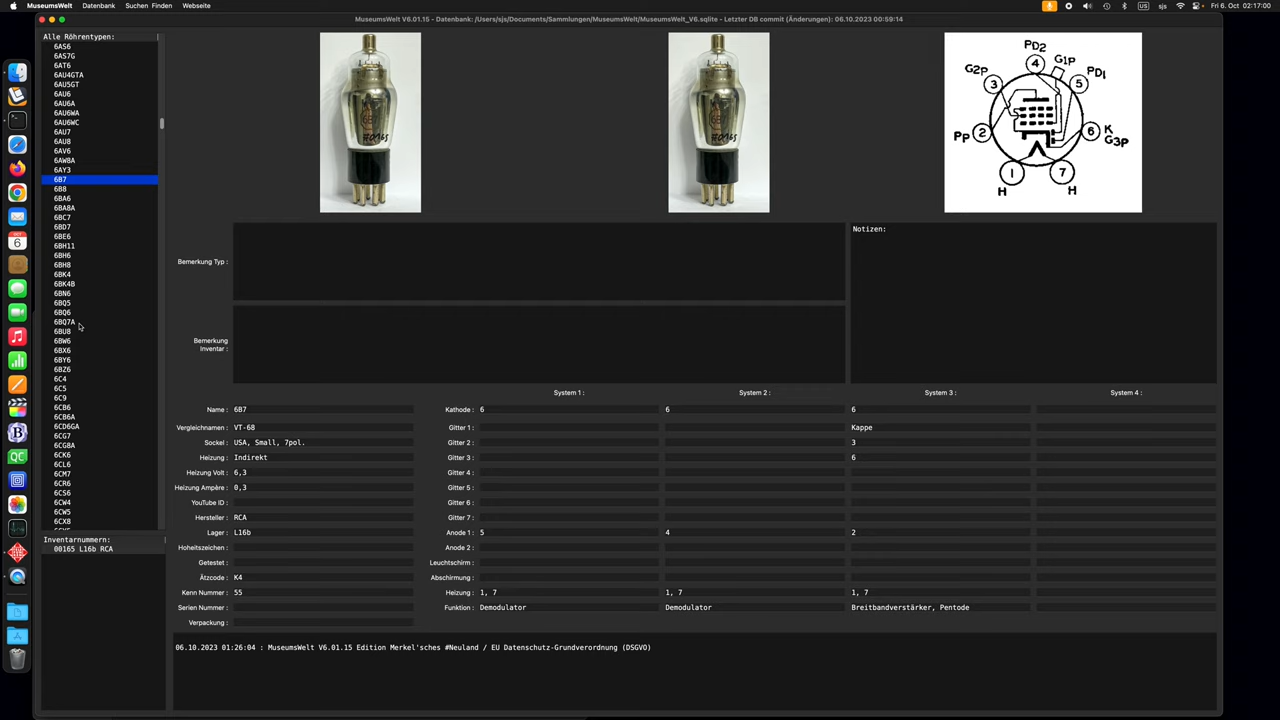 MuseumsWelt Datenbank Suchen Finden Webseite
US sjs Fri 6. Oct 02:17:00
MuseumsWelt V6.01.15 - Datenbank: /Users/sjs/Documents/Sammlungen/MuseumsWelt/MuseumsWelt_V6.sqlite - Letzter DB commit (Änderungen): 06.10.2023 00:59:14
Alle Röhrentypen:
6AS6
6AS7G
6AT6
6AU4GTA
6AU5GT
6AU6
6AU6A
6AU6WA
6AU6WC
6AU7
6AU8
6AV6
6AW8A
6AY3
6B7
6B8
6BA6
6BA8A
6BC7
6BD7
6BE6
6BH11
6BH6
6BH8
6BK4
6BK4B
6BN6
6BQ5
6BQ6
6BQ7A
6BU8
6BW6
6BX6
6BY6
6BZ6
6C4
6C5
6C9
6CB6
6CB6A
6CD6GA
6CG7
6CG8A
6CK6
6CL6
6CM7
6CR6
6CS6
6CW4
6CW5
6CX8
Inventarnummern:
00165 L16b RCA
6B7
70165
6B7
70165
PD2
G1P
4
G2P
PD1
3
5
PP
2
6
K
G3P
1
7
H
H
Bemerkung Typ :
Notizen:
Bemerkung
Inventar :
System 1 :
System 2 :
System 3 :
System 4 :
Name : 6B7
Kathode : 6 6 6
Vergleichnamen : VT-68
Gitter 1 : Kappe
Sockel : USA, Small, 7pol.
Gitter 2 : 3
Heizung : Indirekt
Gitter 3 : 6
Heizung Volt : 6,3
Gitter 4 :
Heizung Ampère : 0,3
Gitter 5 :
YouTube ID :
Gitter 6 :
Hersteller : RCA
Gitter 7 :
Lager : L16b
Anode 1 : 5 4 2
Hoheitszeichen :
Anode 2 :
Getestet :
Leuchtschirm :
Ätzcode : K4
Abschirmung :
Kenn Nummer : 55
Heizung : 1, 7 1, 7 1, 7
Serien Nummer :
Funktion : Demodulator Demodulator Breitbandverstärker, Pentode
Verpackung :
06.10.2023 01:26:04 : MuseumsWelt V6.01.15 Edition Merkel'sches #Neuland / EU Datenschutz-Grundverordnung (DSGVO)